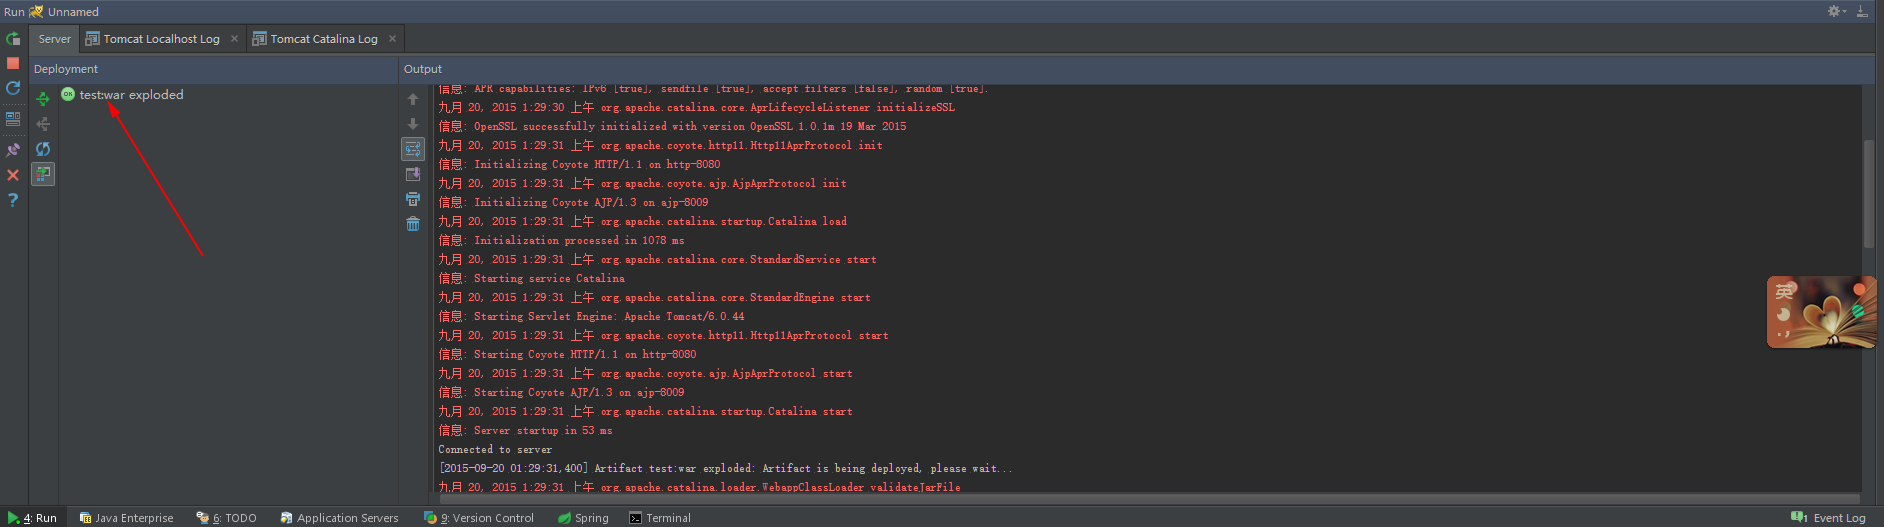 Run Unnamed
Server Tomcat Localhost Log Tomcat Catalina Log
Deployment
test:war exploded
Output
信息: APR capabilities: IPv6 [true], sendfile [true], accept filters [false], random [true].
九月 20, 2015 1:29:30 上午 org.apache.catalina.core.AprLifecycleListener initializeSSL
信息: OpenSSL successfully initialized with version OpenSSL 1.0.1m 19 Mar 2015
九月 20, 2015 1:29:31 上午 org.apache.coyote.http11.Http11AprProtocol init
信息: Initializing Coyote HTTP/1.1 on http-8080
九月 20, 2015 1:29:31 上午 org.apache.coyote.ajp.AjpAprProtocol init
信息: Initializing Coyote AJP/1.3 on ajp-8009
九月 20, 2015 1:29:31 上午 org.apache.catalina.startup.Catalina load
信息: Initialization processed in 1078 ms
九月 20, 2015 1:29:31 上午 org.apache.catalina.core.StandardService start
信息: Starting service Catalina
九月 20, 2015 1:29:31 上午 org.apache.catalina.core.StandardEngine start
信息: Starting Servlet Engine: Apache Tomcat/6.0.44
九月 20, 2015 1:29:31 上午 org.apache.coyote.http11.Http11AprProtocol start
信息: Starting Coyote HTTP/1.1 on http-8080
九月 20, 2015 1:29:31 上午 org.apache.coyote.ajp.AjpAprProtocol start
信息: Starting Coyote AJP/1.3 on ajp-8009
九月 20, 2015 1:29:31 上午 org.apache.catalina.startup.Catalina start
信息: Server startup in 53 ms
Connected to server
[2015-09-20 01:29:31,400] Artifact test:war exploded: Artifact is being deployed, please wait...
九月 20, 2015 1:29:31 上午 org.apache.catalina.loader.WebappClassLoader validateJarFile
英
4: Run Java Enterprise 6: TODO Application Servers 9: Version Control Spring Terminal 1 Event Log